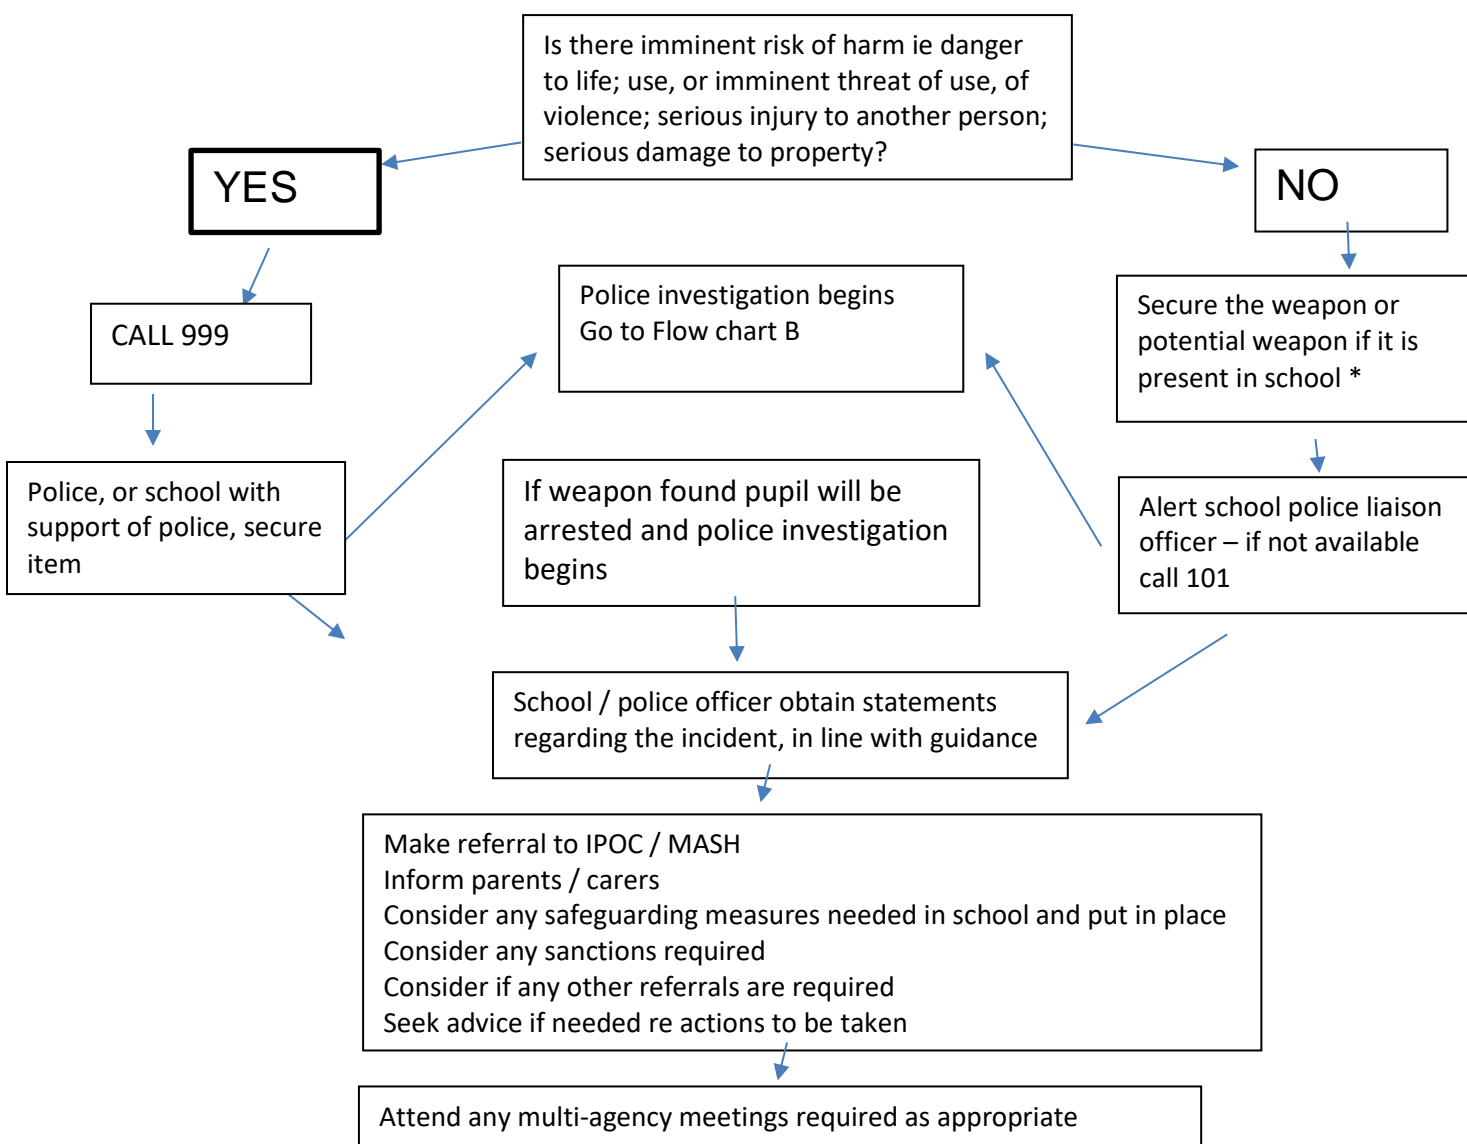 Is there imminent risk of harm ie danger
to life; use, or imminent threat of use, of
violence; serious injury to another person;
serious damage to property?
YES
NO
Police investigation begins
Go to Flow chart B
CALL 999
Secure the weapon or
potential weapon if it is
present in school *
Police, or school with
support of police, secure
item
If weapon found pupil will be
arrested and police investigation
begins
Alert school police liaison
officer – if not available
call 101
School / police officer obtain statements
regarding the incident, in line with guidance
Make referral to IPOC / MASH
Inform parents / carers
Consider any safeguarding measures needed in school and put in place
Consider any sanctions required
Consider if any other referrals are required
Seek advice if needed re actions to be taken
Attend any multi-agency meetings required as appropriate